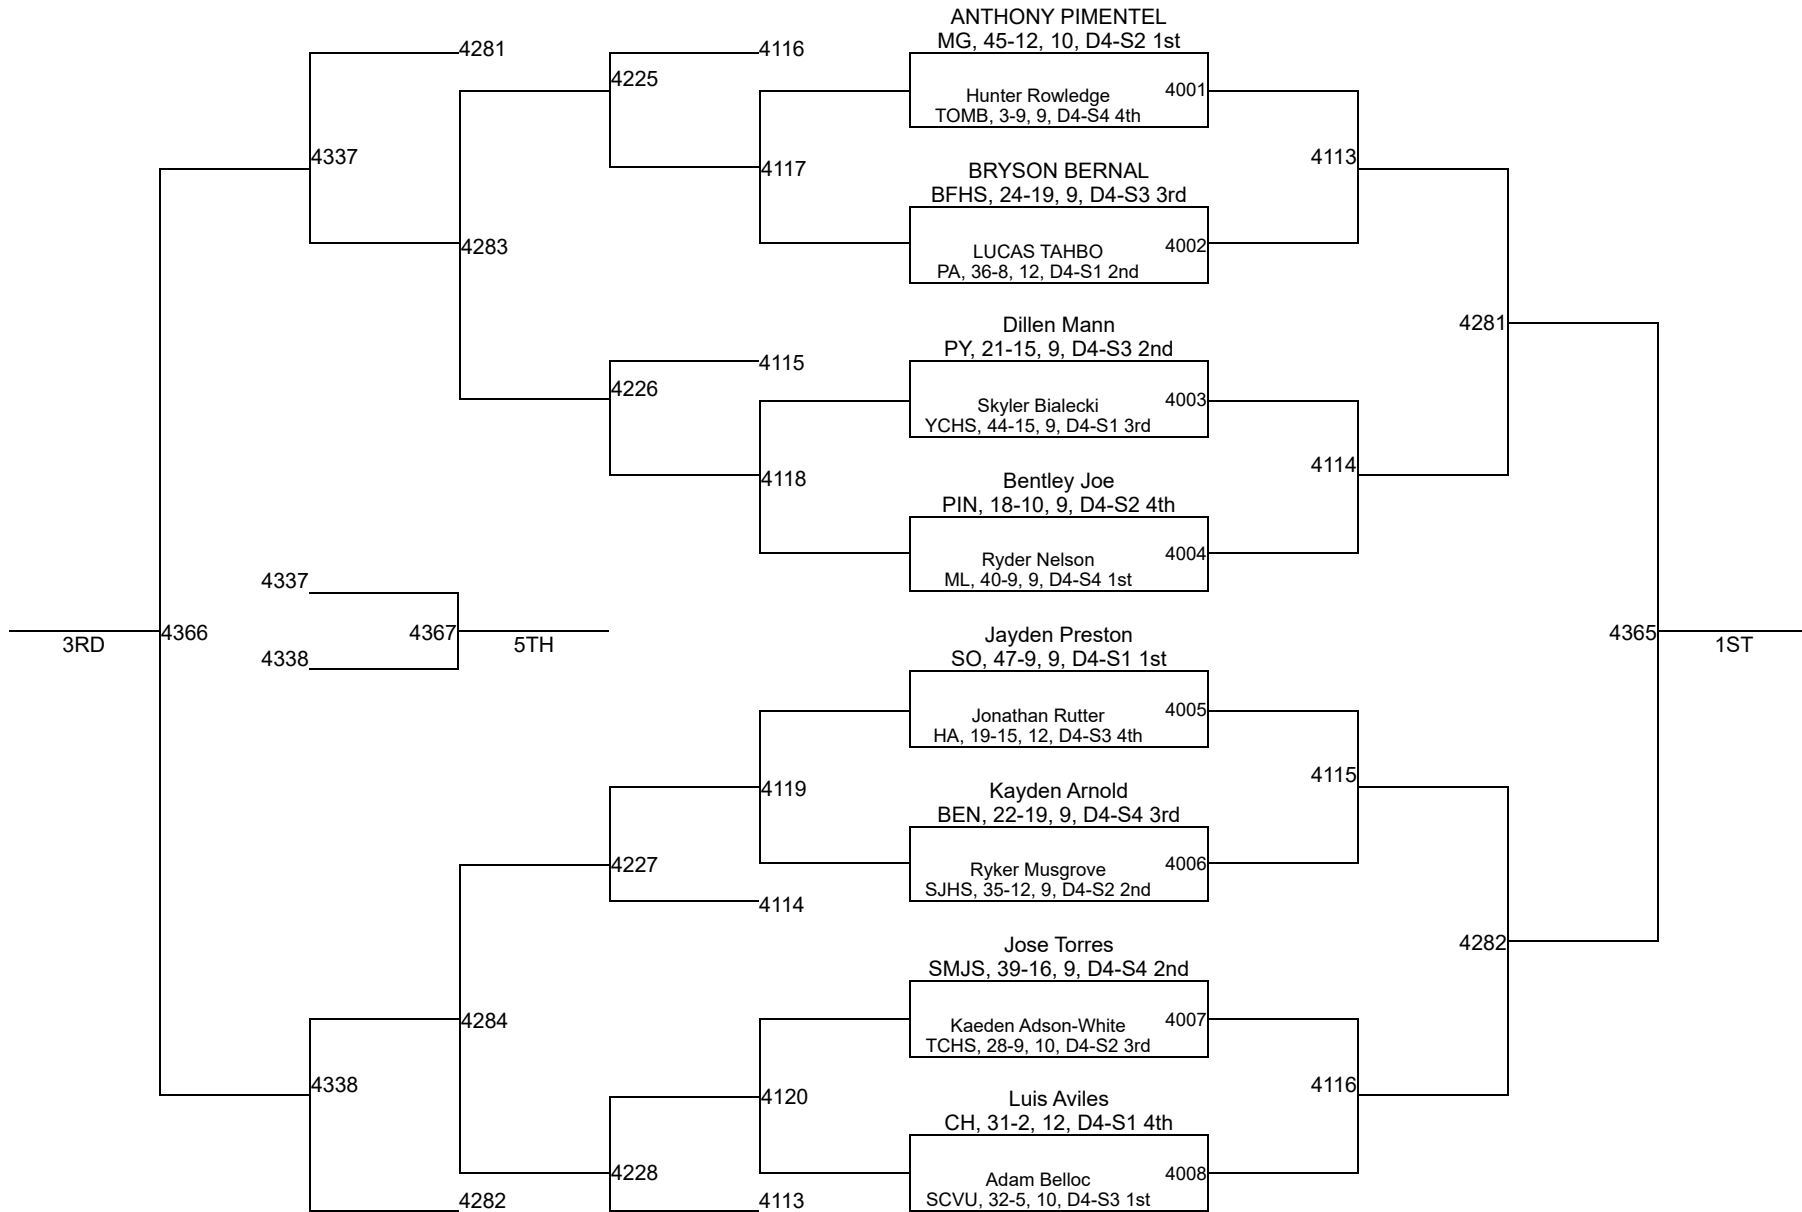 ANTHONY PIMENTEL
MG, 45-12, 10, D4-S2 1st
4281
4116
4225
Hunter Rowledge
4001
TOMB, 3-9, 9, D4-S4 4th
4337
4117
4113
BRYSON BERNAL
BFHS, 24-19, 9, D4-S3 3rd
4283
LUCAS TAHBO
4002
PA, 36-8, 12, D4-S1 2nd
Dillen Mann
4281
PY, 21-15, 9, D4-S3 2nd
4115
4226
Skyler Bialecki
4003
YCHS, 44-15, 9, D4-S1 3rd
4118
4114
Bentley Joe
PIN, 18-10, 9, D4-S2 4th
Ryder Nelson
4004
ML, 40-9, 9, D4-S4 1st
4337
3RD
4366
4367
5TH
4338
Jayden Preston
SO, 47-9, 9, D4-S1 1st
4365
1ST
Jonathan Rutter
4005
HA, 19-15, 12, D4-S3 4th
4119
4115
Kayden Arnold
BEN, 22-19, 9, D4-S4 3rd
4227
Ryker Musgrove
4006
SJHS, 35-12, 9, D4-S2 2nd
4114
Jose Torres
SMJS, 39-16, 9, D4-S4 2nd
4282
4284
Kaeden Adson-White
4007
TCHS, 28-9, 10, D4-S2 3rd
4338
4120
4116
Luis Aviles
CH, 31-2, 12, D4-S1 4th
4228
Adam Belloc
4008
SCVU, 32-5, 10, D4-S3 1st
4282
4113